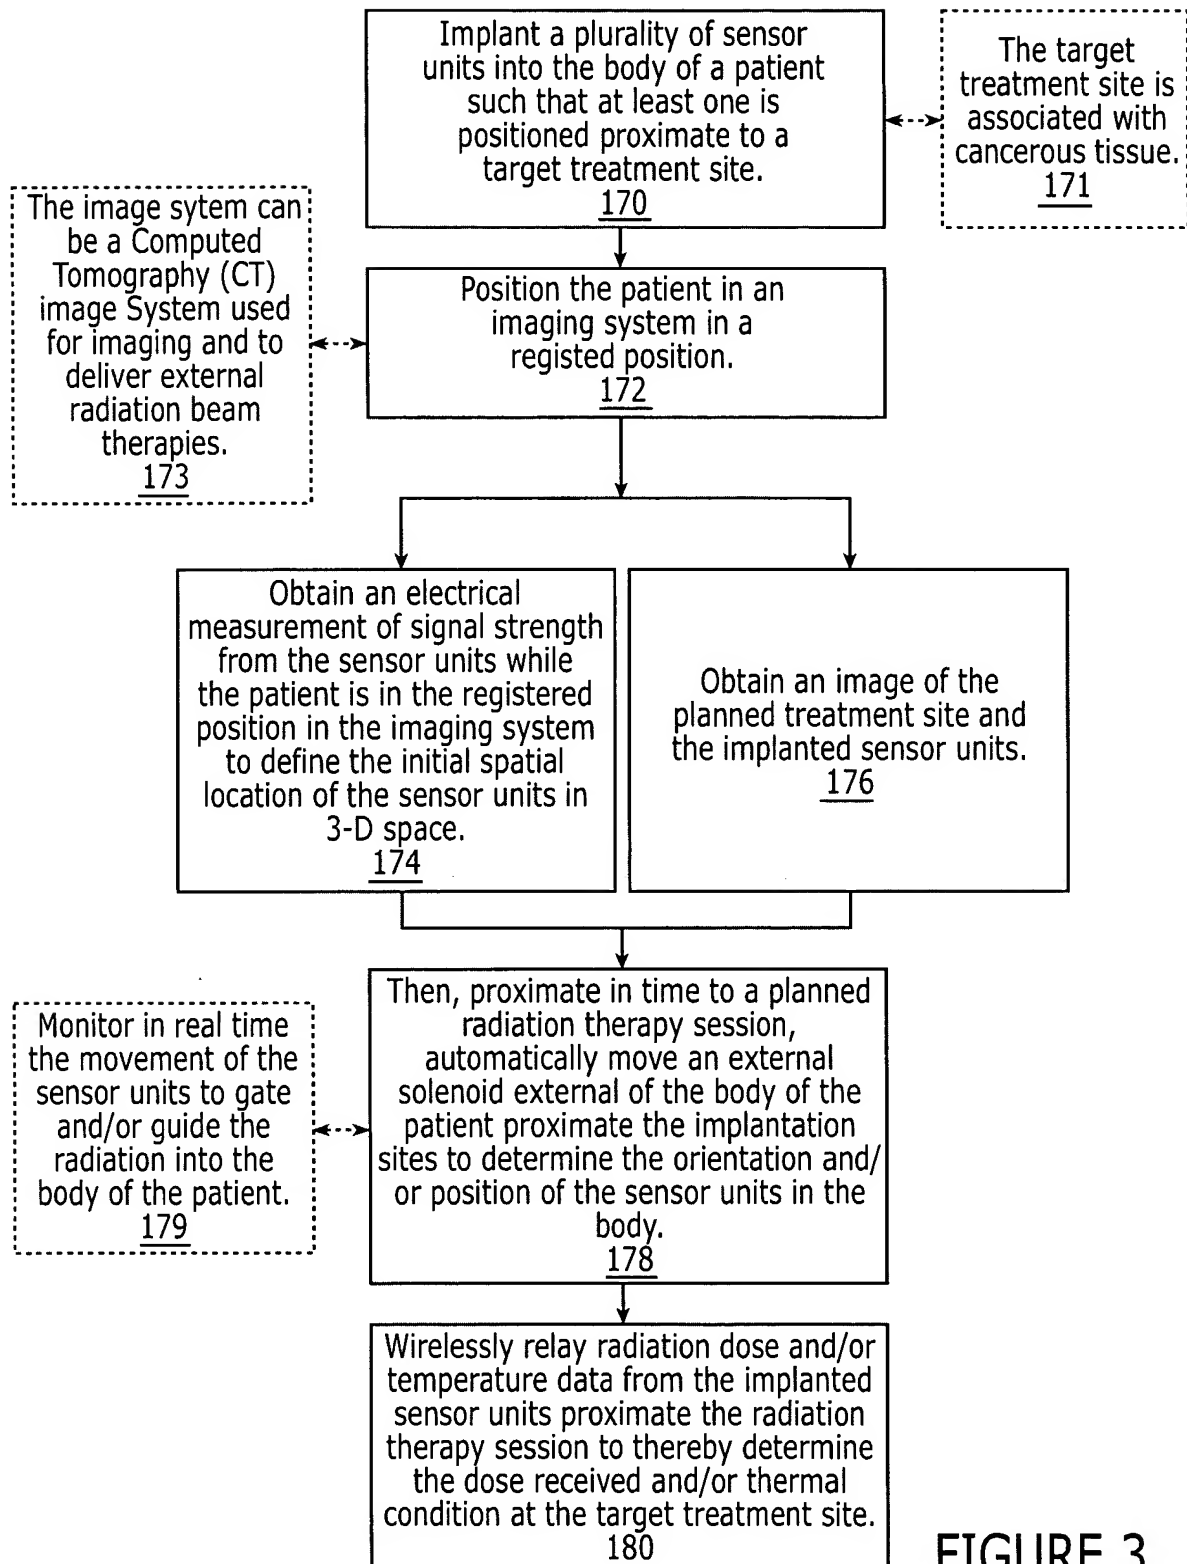 Implant a plurality of sensor
units into the body of a patient
such that at least one is
positioned proximate to a
target treatment site.
170
The target
treatment site is
associated with
cancerous tissue.
171
The image sytem can
be a Computed
Tomography (CT)
image System used
for imaging and to
deliver external
radiation beam
therapies.
173
Position the patient in an
imaging system in a
registed position.
172
Obtain an electrical
measurement of signal strength
from the sensor units while
the patient is in the registered
position in the imaging system
to define the initial spatial
location of the sensor units in
3-D space.
174
Obtain an image of the
planned treatment site and
the implanted sensor units.
176
Then, proximate in time to a planned
radiation therapy session,
automatically move an external
solenoid external of the body of the
patient proximate the implantation
sites to determine the orientation and/
or position of the sensor units in the
body.
178
Monitor in real time
the movement of the
sensor units to gate
and/or guide the
radiation into the
body of the patient.
179
Wirelessly relay radiation dose and/or
temperature data from the implanted
sensor units proximate the radiation
therapy session to thereby determine
the dose received and/or thermal
condition at the target treatment site.
180
FIGURE 3